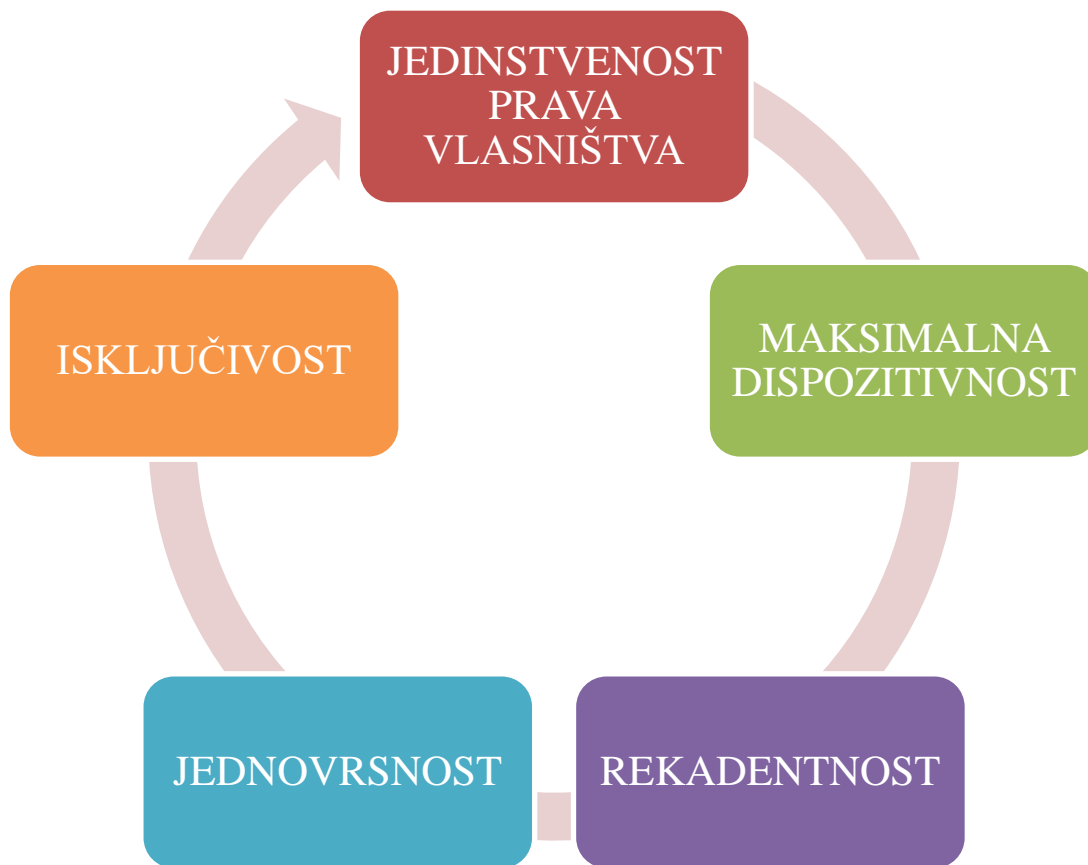 JEDINSTVENOST
PRAVA
VLASNIŠTVA
MAKSIMALNA
DISPOZITIVNOST
REKADENTNOST
JEDNOVRSNOST
ISKLJUČIVOST